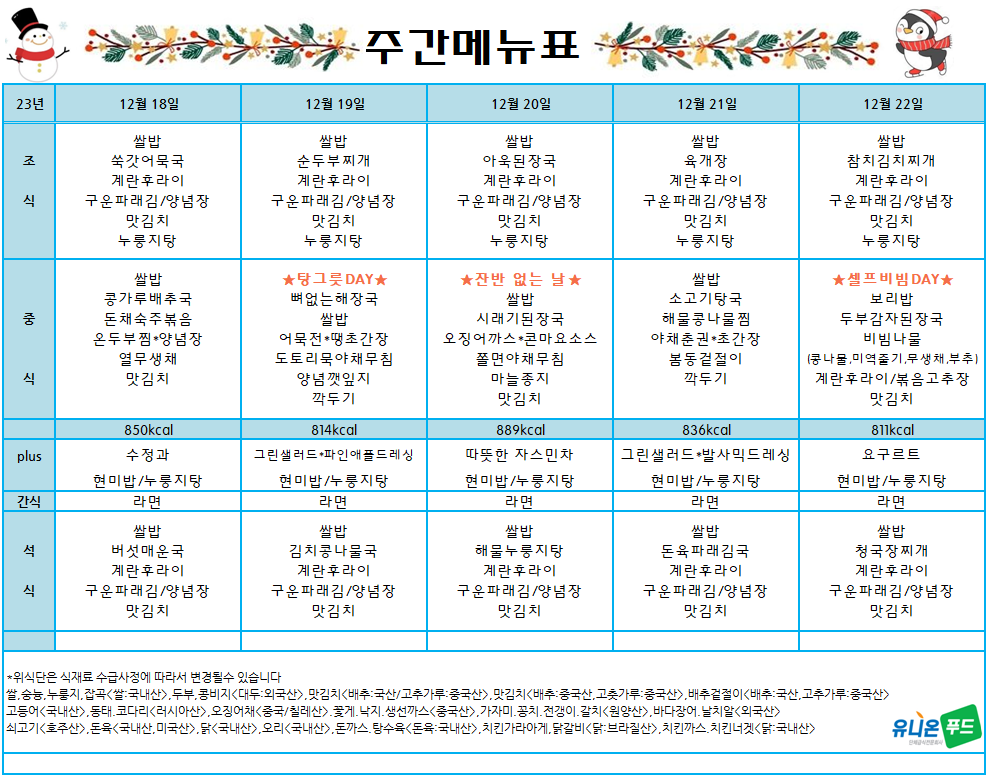 주간메뉴표
23년 12월 18일 12월 19일 12월 20일 12월 21일 12월 22일
쌀밥 쌀밥 쌀밥 쌀밥 쌀밥
조 쑥갓어묵국 순두부찌개 아욱된장국 육개장 참치김치찌개
계란후라이 계란후라이 계란후라이 계란후라이 계란후라이
식 구운파래김/양념장 구운파래김/양념장 구운파래김/양념장 구운파래김/양념장 구운파래김/양념장
맛김치 맛김치 맛김치 맛김치 맛김치
누룽지탕 누룽지탕 누룽지탕 누룽지탕 누룽지탕
쌀밥 ★탕그릇DAY★ ★잔반 없는 날★ 쌀밥 ★셀프비빔DAY★
콩가루배추국 뼈없는해장국 쌀밥 소고기탕국 보리밥
중 돈채숙주볶음 쌀밥 시래기된장국 해물콩나물찜 두부감자된장국
온두부찜*양념장 어묵전*땡초간장 오징어까스*콘마요소스 야채춘권*초간장 비빔나물
열무생채 도토리묵야채무침 쫄면야채무침 봄동겉절이 (콩나물,미역줄기,무생채,부추)
식 맛김치 양념깻잎지 마늘종지 깍두기 계란후라이/볶음고추장
깍두기 맛김치 맛김치
850kcal 814kcal 889kcal 836kcal 811kcal
plus 수정과 그린샐러드*파인애플드레싱 따뜻한 자스민차 그린샐러드*발사믹드레싱 요구르트
현미밥/누룽지탕 현미밥/누룽지탕 현미밥/누룽지탕 현미밥/누룽지탕 현미밥/누룽지탕
간식 라면 라면 라면 라면 라면
쌀밥 쌀밥 쌀밥 쌀밥 쌀밥
석 버섯매운국 김치콩나물국 해물누룽지탕 돈육파래김국 청국장찌개
계란후라이 계란후라이 계란후라이 계란후라이 계란후라이
식 구운파래김/양념장 구운파래김/양념장 구운파래김/양념장 구운파래김/양념장 구운파래김/양념장
맛김치 맛김치 맛김치 맛김치 맛김치
*위식단은 식재료 수급사정에 따라서 변경될수 있습니다
쌀,숭늉,누룽지,잡곡<쌀:국내산>,두부,콩비지<대두:외국산>,맛김치<배추:국산/고추가루:중국산>,맛김치<배추:중국산,고춧가루:중국산>,배추겉절이<배추:국산,고추가루:중국산>
고등어<국내산>,동태.코다리<러시아산>,오징어채<중국/칠레산>.꽃게.낙지.생선까스<중국산>,가자미.꽁치.전갱이.갈치<원양산>,바다장어.날치알<외국산>
쇠고기<호주산>,돈육<국내산,미국산>,닭<국내산>,오리<국내산>,돈까스.탕수육<돈육:국내산>,치킨가라아게,닭갈비<닭:브라질산>,치킨까스.치킨너겟<닭:국내산>
유니온푸드